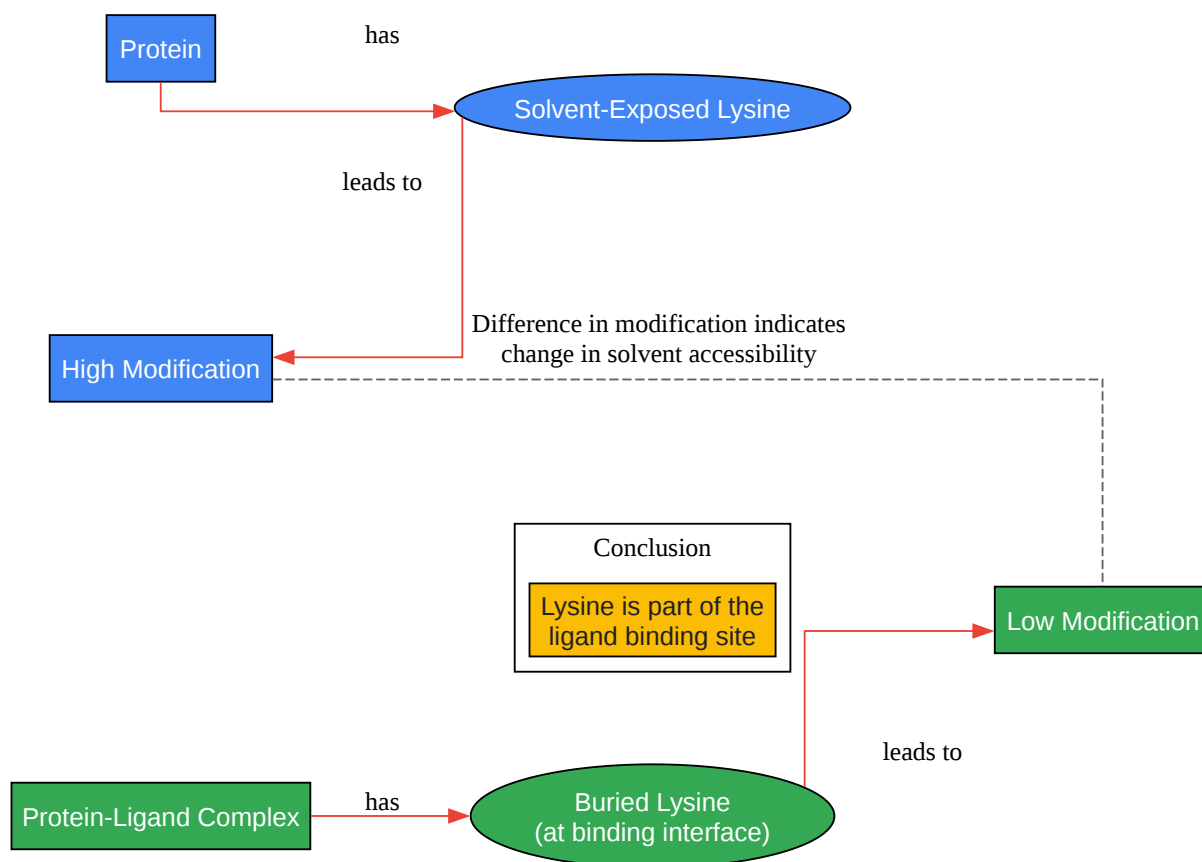 Protein
has
Solvent-Exposed Lysine
leads to
Difference in modification indicates
change in solvent accessibility
High Modification
Conclusion
Lysine is part of the
ligand binding site
Low Modification
leads to
Protein-Ligand Complex
has
Buried Lysine
(at binding interface)